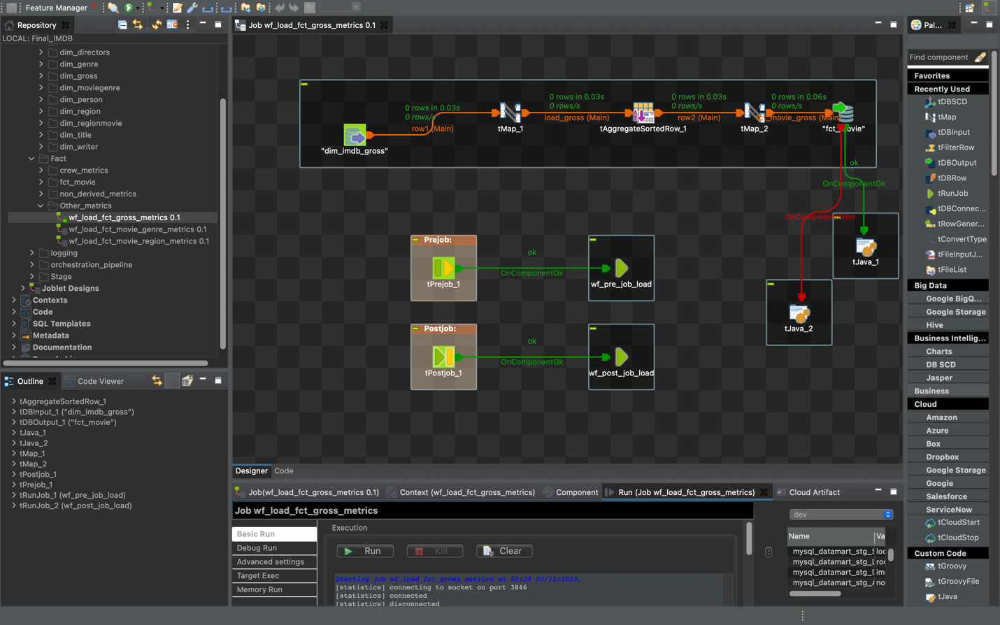 Feature Manager
Repository
LOCAL: Final_IMDB
dim_directors
dim_genre
dim_gross
dim_moviegenre
dim_person
dim_region
dim_regionmovie
dim_title
dim_writer
Fact
crew_metrics
fct_movie
non_derived_metrics
Other_metrics
wf_load_fct_gross_metrics 0.1
wf_load_fct_movie_genre_metrics 0.1
wf_load_fct_movie_region_metrics 0.1
logging
orchestration_pipeline
Stage
Joblet Designs
Contexts
Code
SQL Templates
Metadata
Documentation
Outline
Code Viewer
tAggregateSortedRow_1
tDBInput_1 ("dim_imdb_gross")
tDBOutput_1 ("fct_movie")
tJava_1
tJava_2
tMap_1
tMap_2
tPostjob_1
tPrejob_1
tRunJob_1 (wf_pre_job_load)
tRunJob_2 (wf_post_job_load)
Job wf_load_fct_gross_metrics 0.1
0 rows in 0.03s
0 rows/s
row1 (Main)
"dim_imdb_gross"
tMap_1
0 rows in 0.03s
0 rows/s
load_gross (Main)
tAggregateSortedRow_1
0 rows in 0.03s
0 rows/s
row2 (Main)
tMap_2
0 rows in 0.06s
0 rows/s
_movie_gross (Main)
"fct_movie"
ok
OnComponentOk
OnComponentError
tJava_1
tJava_2
Prejob:
tPrejob_1
ok
OnComponentOk
wf_pre_job_load
Postjob:
tPostjob_1
ok
OnComponentOk
wf_post_job_load
Designer
Code
Job(wf_load_fct_gross_metrics 0.1)
Context (wf_load_fct_gross_metrics)
Component
Run (Job wf_load_fct_gross_metrics)
Cloud Artifact
Job wf_load_fct_gross_metrics
Basic Run
Debug Run
Advanced settings
Target Exec
Memory Run
Execution
Run
Kill
Clear
Starting job wf_load_fct_gross_metrics at 02:29 03/12/2023.
[statistics] connecting to socket on port 3846
[statistics] connected
[statistics] disconnected
dev
Name
Va
mysql_datamart_stg_S loc
mysql_datamart_stg_L roc
mysql_datamart_stg_D im
mysql_datamart_stg_A no
Pal...
Find component
Favorites
Recently Used
tDBSCD
tMap
tDBInput
tFilterRow
tDBOutput
tDBRow
tRunJob
tDBConnec...
tRowGener...
tConvertType
tFileInputJ...
tFileList
Big Data
Google BigQ...
Google Storage
Hive
Business Intellig...
Charts
DB SCD
Jasper
Business
Cloud
Amazon
Azure
Box
Dropbox
Google Storage
Google
Salesforce
ServiceNow
tCloudStart
tCloudStop
Custom Code
tGroovy
tGroovyFile
tJava